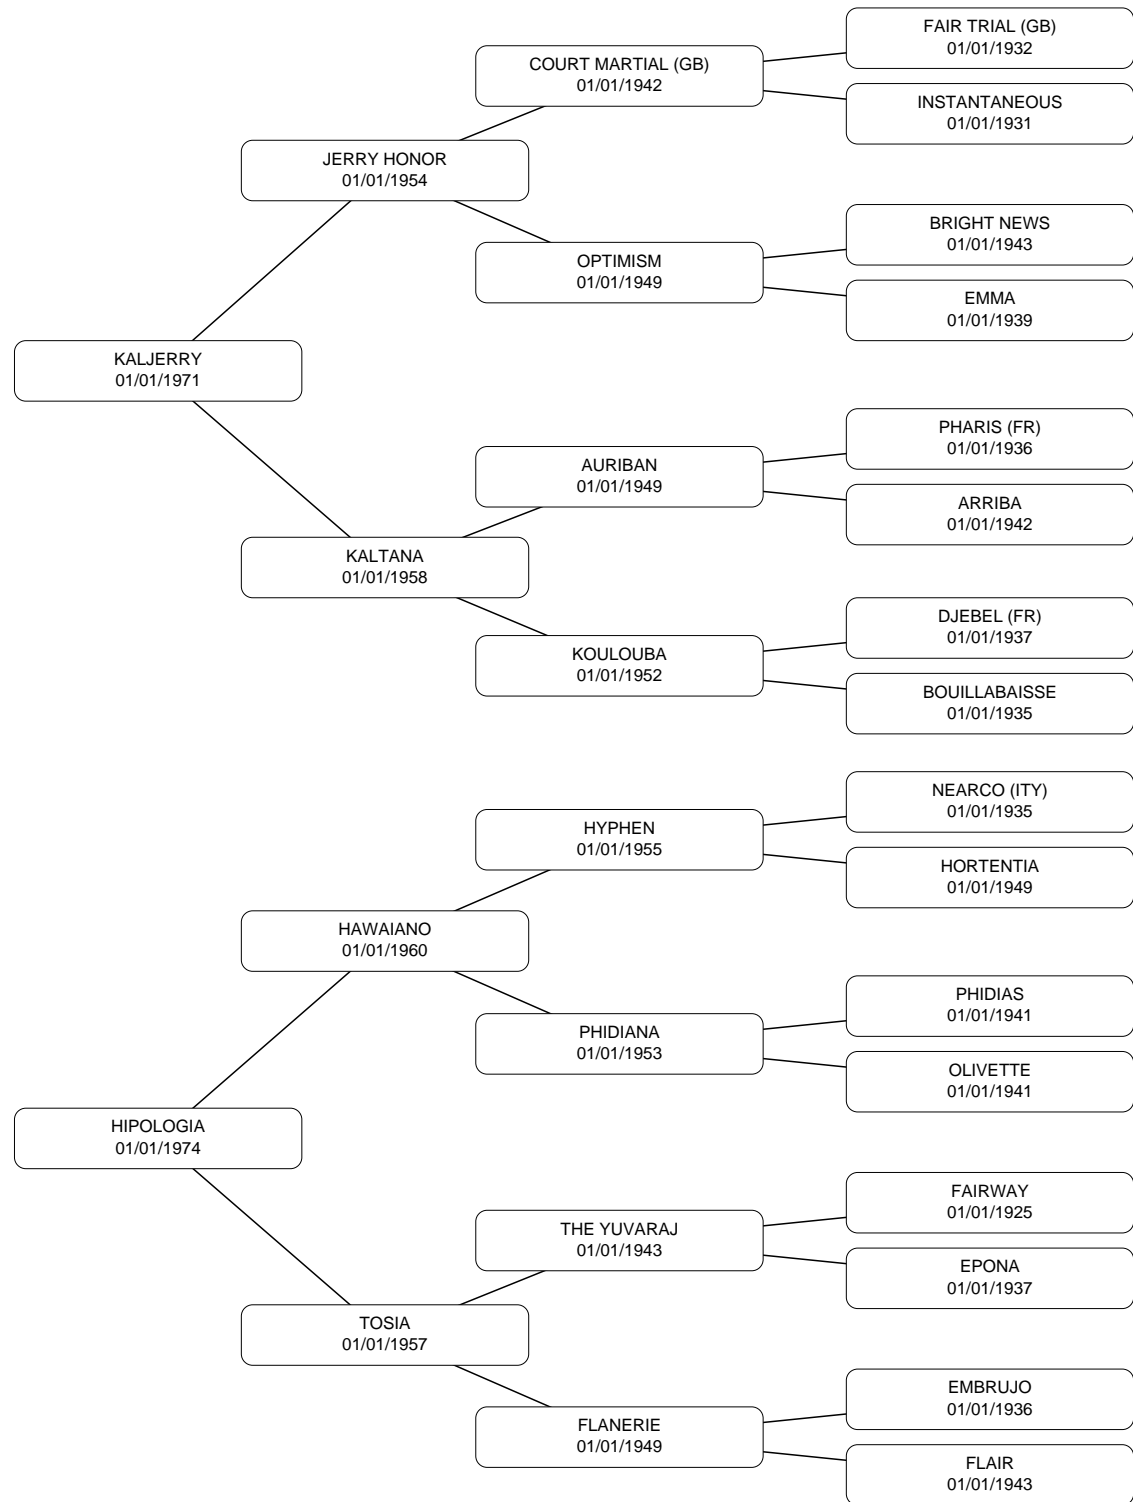 FAIR TRIAL (GB)
01/01/1932
COURT MARTIAL (GB)
01/01/1942
INSTANTANEOUS
01/01/1931
JERRY HONOR
01/01/1954
BRIGHT NEWS
01/01/1943
OPTIMISM
01/01/1949
EMMA
01/01/1939
KALJERRY
01/01/1971
PHARIS (FR)
01/01/1936
AURIBAN
01/01/1949
ARRIBA
01/01/1942
KALTANA
01/01/1958
DJEBEL (FR)
01/01/1937
KOULOUBA
01/01/1952
BOUILLABAISSE
01/01/1935
NEARCO (ITY)
01/01/1935
HYPHEN
01/01/1955
HORTENTIA
01/01/1949
HAWAIANO
01/01/1960
PHIDIAS
01/01/1941
PHIDIANA
01/01/1953
OLIVETTE
01/01/1941
HIPOLOGIA
01/01/1974
FAIRWAY
01/01/1925
THE YUVARAJ
01/01/1943
EPONA
01/01/1937
TOSIA
01/01/1957
EMBRUJO
01/01/1936
FLANERIE
01/01/1949
FLAIR
01/01/1943